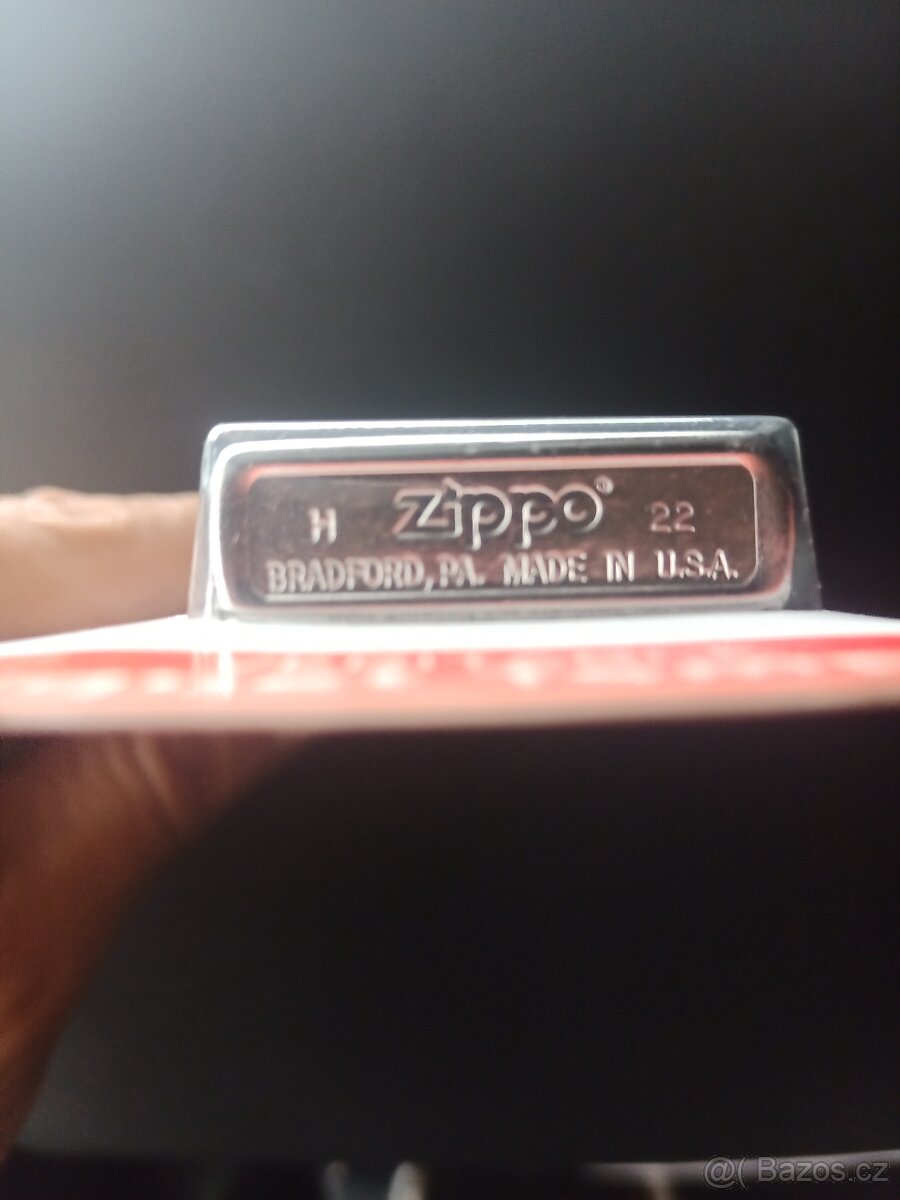 H Zippo® 22
BRADFORD, PA. MADE IN U.S.A.
@( Bazos.cz